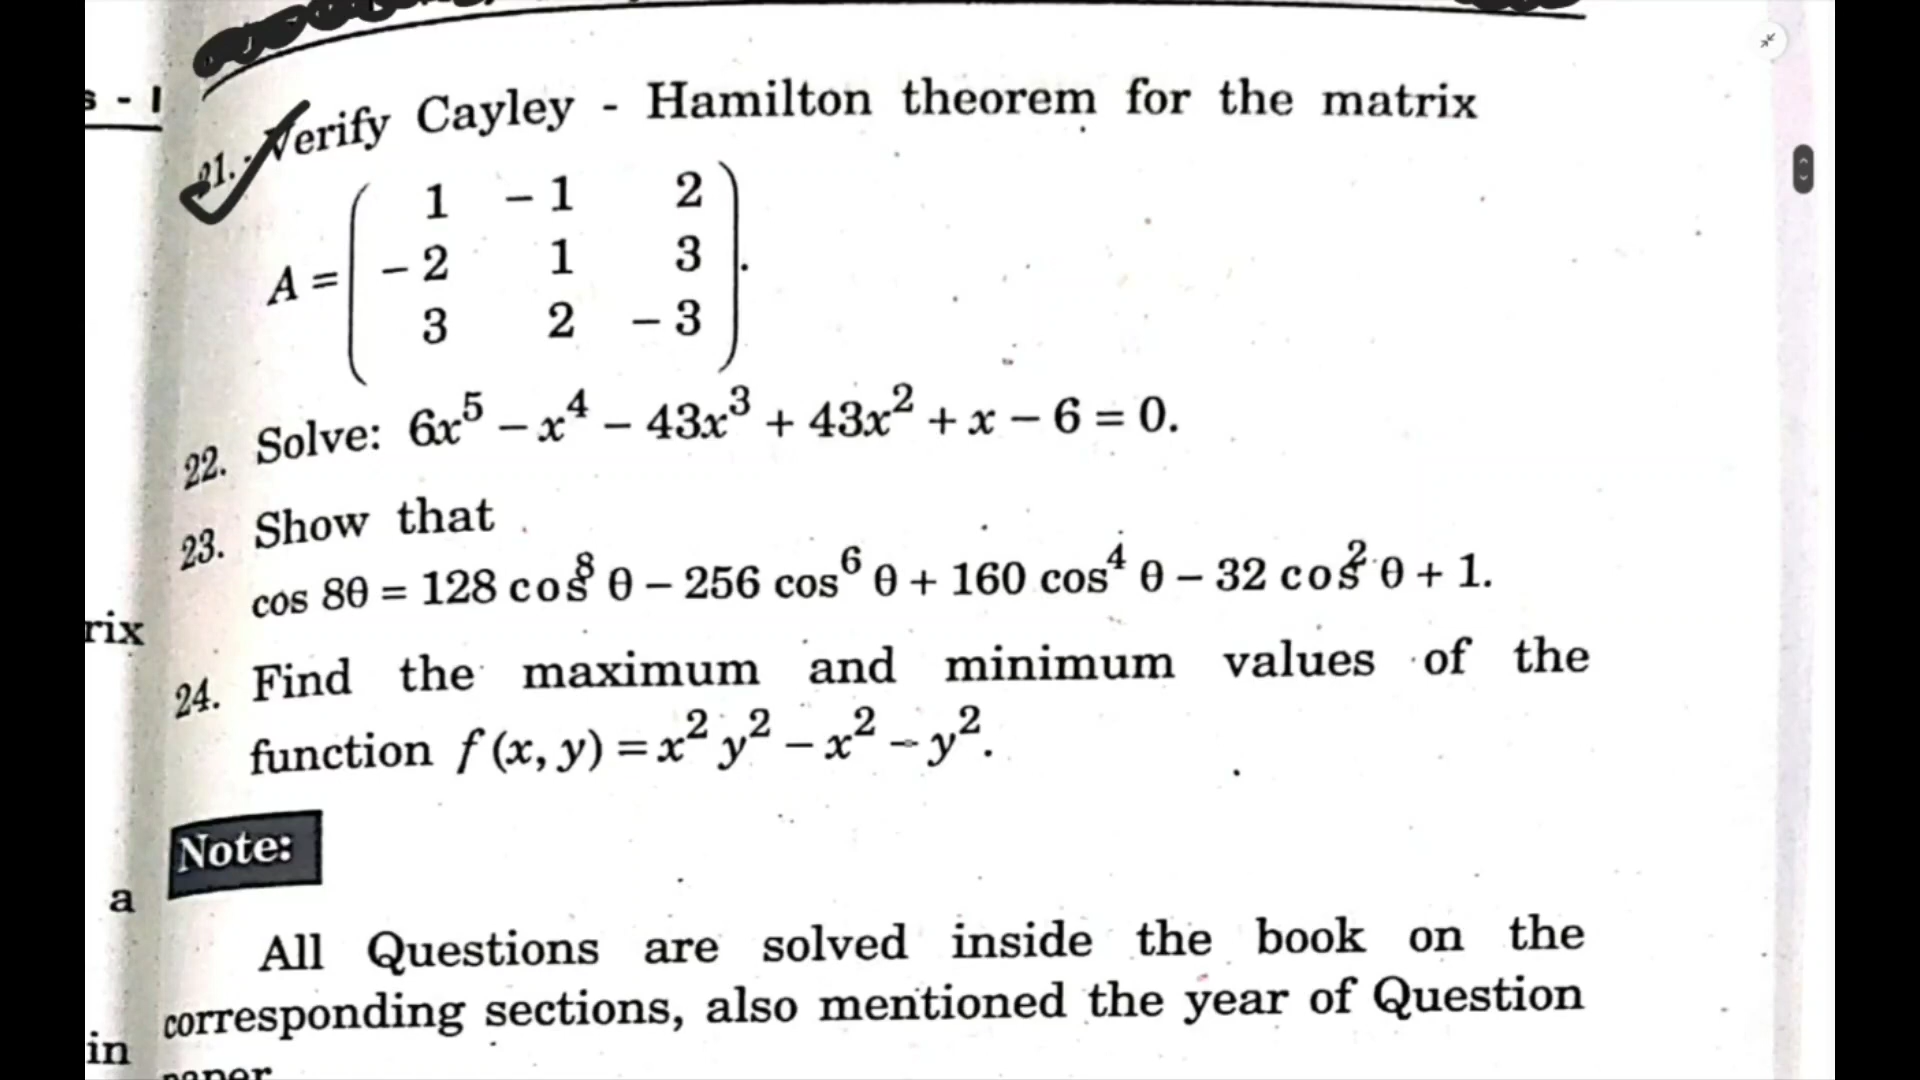 s - I
21. Verify Cayley - Hamilton theorem for the matrix
A = ( 1 - 1 2
- 2 1 3
3 2 - 3 ).
22. Solve: 6x⁵ – x⁴ – 43x³ + 43x² + x – 6 = 0.
23. Show that
cos 8θ = 128 cos⁸ θ – 256 cos⁶ θ + 160 cos⁴ θ – 32 cos² θ + 1.
rix
24. Find the maximum and minimum values of the
function f (x, y) = x² y² – x² – y².
Note:
a
All Questions are solved inside the book on the
corresponding sections, also mentioned the year of Question
in
paper